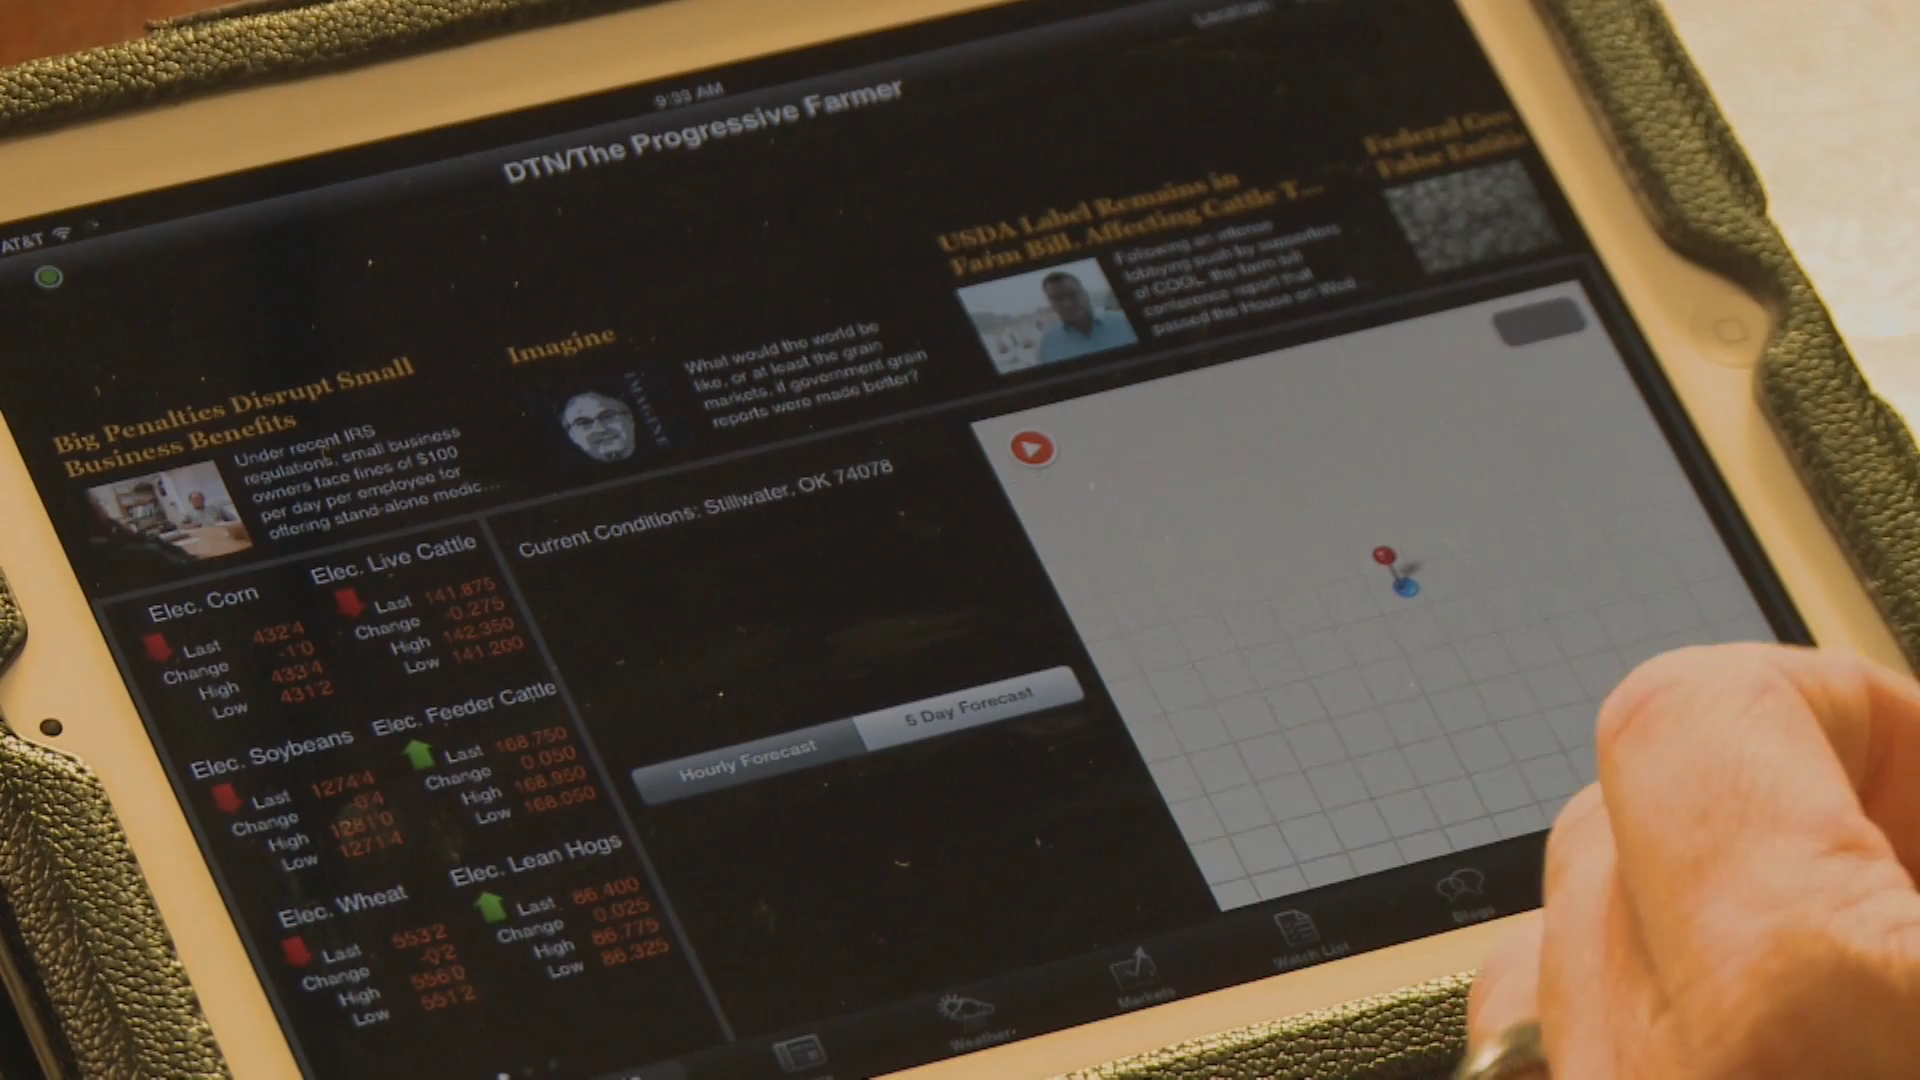 Location
9:33 AM
AT&T
DTN/The Progressive Farmer
Big Penalties Disrupt Small
Business Benefits
Under recent IRS
regulations, small business
owners face fines of $100
per day per employee for
offering stand-alone medic...
Imagine
IMAGINE
What would the world be
like, or at least the grain
markets, if government grain
reports were made better?
USDA Label Remains in
Farm Bill, Affecting Cattle T...
Following an intense
lobbying push by supporters
of COOL, the farm bill
conference report that
passed the House on Wed...
Federal
False
Elec. Corn
Last 432'4
Change -1'0
High 433'4
Low 431'2
Elec. Live Cattle
Last 141.875
Change -0.275
High 142.350
Low 141.200
Elec. Soybeans
Last 1274'4
Change -0'4
High 1281'0
Low 1271'4
Elec. Feeder Cattle
Last 168.750
Change 0.050
High 168.950
Low 168.050
Elec. Wheat
Last 553'2
Change -0'2
High 556'0
Low 551'2
Elec. Lean Hogs
Last 86.400
Change 0.025
High 86.775
Low 86.325
Current Conditions: Stillwater, OK 74078
Hourly Forecast
5 Day Forecast
Weather
Markets
Watch List
Blogs